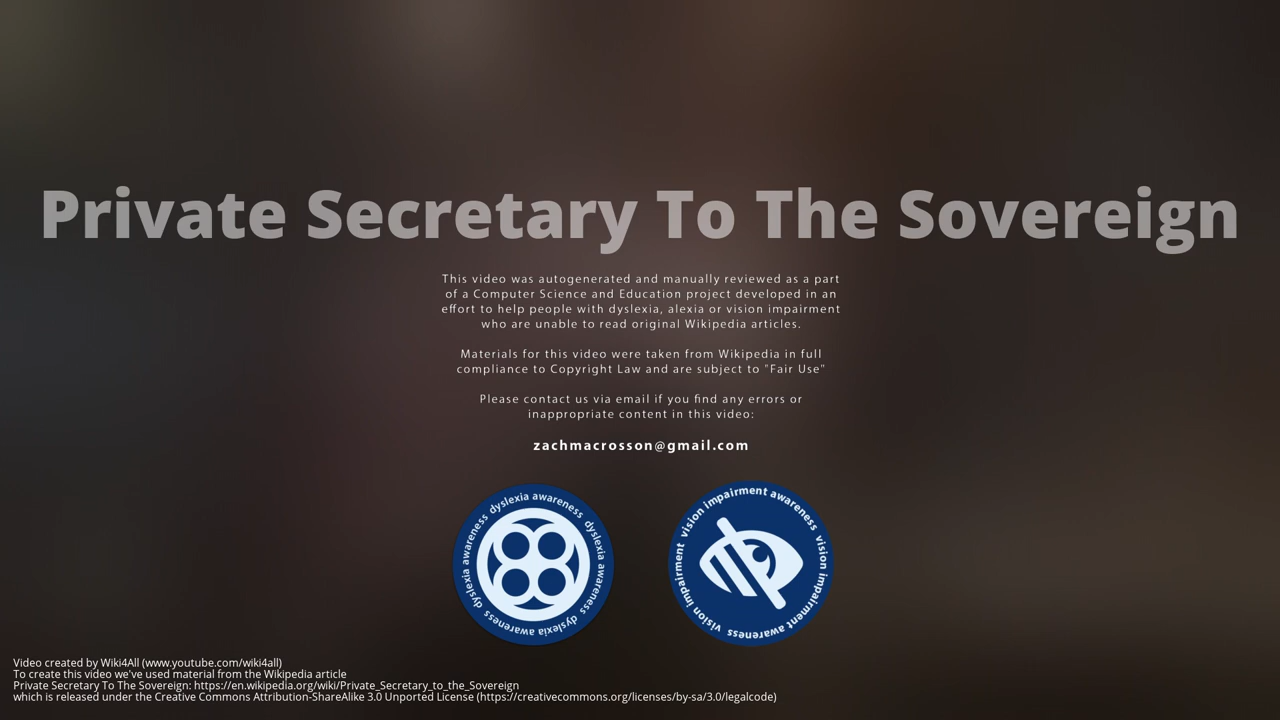 Private Secretary To The Sovereign
This video was autogenerated and manually reviewed as a part
of a Computer Science and Education project developed in an
effort to help people with dyslexia, alexia or vision impairment
who are unable to read original Wikipedia articles.
Materials for this video were taken from Wikipedia in full
compliance to Copyright Law and are subject to "Fair Use"
Please contact us via email if you find any errors or
inappropriate content in this video:
zachmacrosson@gmail.com
dyslexia awareness dyslexia awareness dyslexia awareness dyslexia awareness
vision impairment awareness vision impairment awareness vision impairment
Video created by Wiki4All (www.youtube.com/wiki4all)
To create this video we've used material from the Wikipedia article
Private Secretary To The Sovereign: https://en.wikipedia.org/wiki/Private_Secretary_to_the_Sovereign
which is released under the Creative Commons Attribution-ShareAlike 3.0 Unported License (https://creativecommons.org/licenses/by-sa/3.0/legalcode)